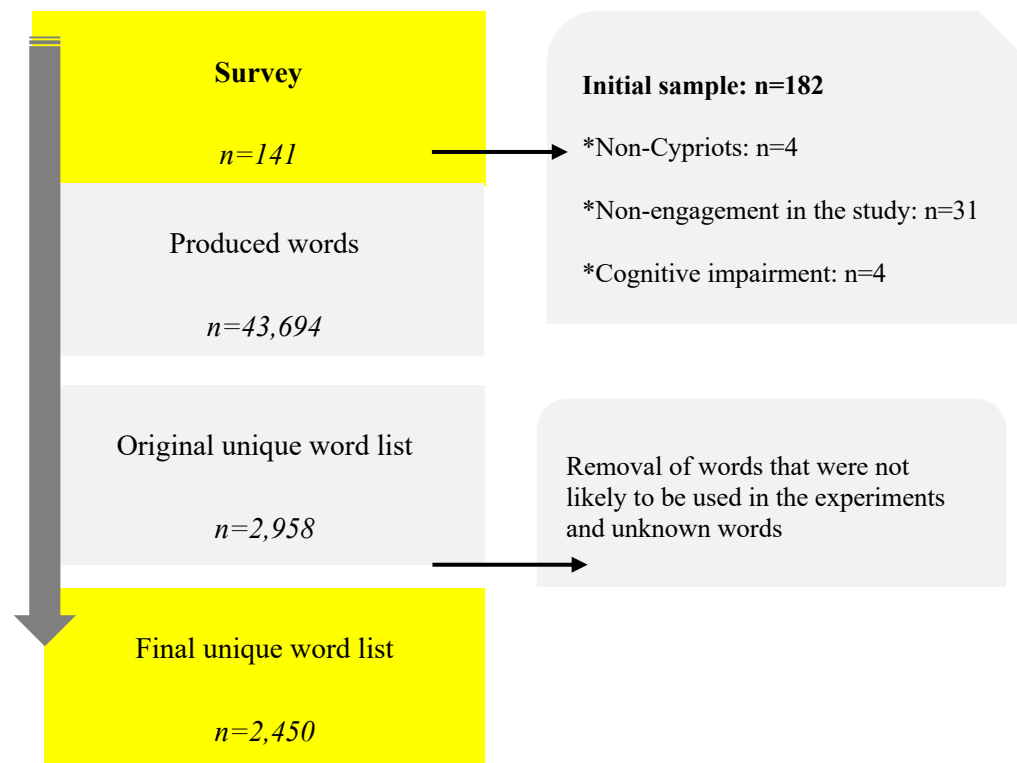 Survey
n=141
Initial sample: n=182
*Non-Cypriots: n=4
*Non-engagement in the study: n=31
*Cognitive impairment: n=4
Produced words
n=43,694
Original unique word list
n=2,958
Removal of words that were not
likely to be used in the experiments
and unknown words
Final unique word list
n=2,450